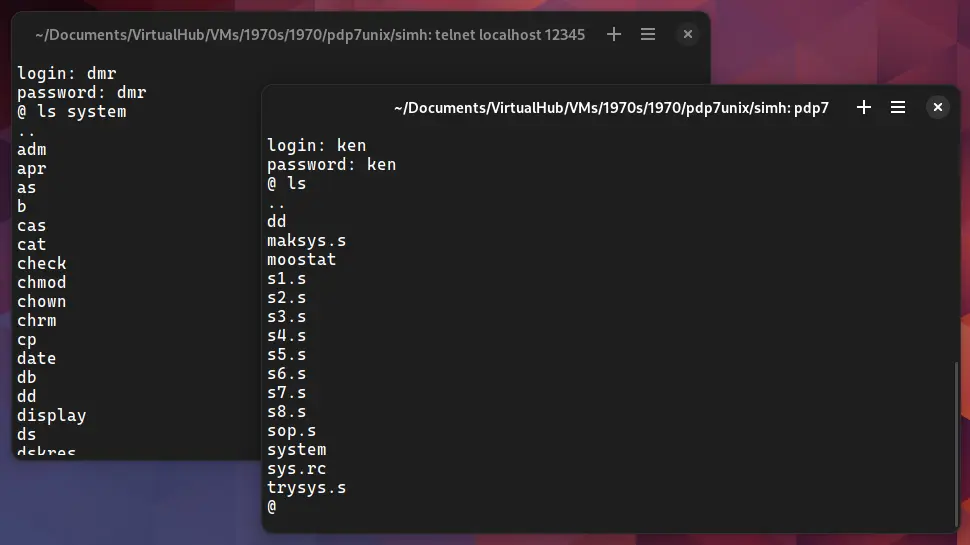 ~/Documents/VirtualHub/VMs/1970s/1970/pdp7unix/simh: telnet localhost 12345
login: dmr
password: dmr
@ ls system
..
adm
apr
as
b
cas
cat
check
chmod
chown
chrm
cp
date
db
dd
display
ds
dskres
~/Documents/VirtualHub/VMs/1970s/1970/pdp7unix/simh: pdp7
login: ken
password: ken
@ ls
..
dd
maksys.s
moostat
s1.s
s2.s
s3.s
s4.s
s5.s
s6.s
s7.s
s8.s
sop.s
system
sys.rc
trysys.s
@